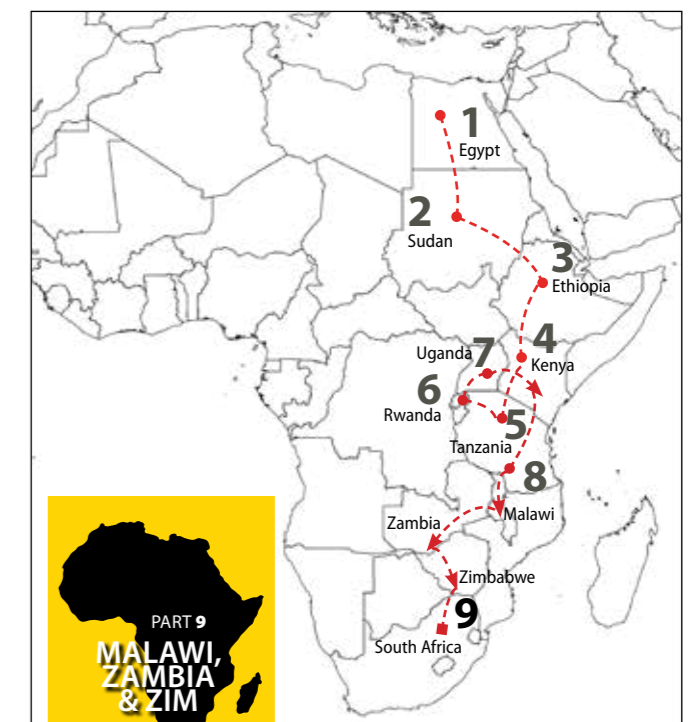 1
Egypt
2
Sudan
3
Ethiopia
4
Kenya
Uganda
7
6
Rwanda
5
Tanzania
8
Malawi
Zambia
Zimbabwe
9
South Africa
PART 9
MALAWI,
ZAMBIA
& ZIM